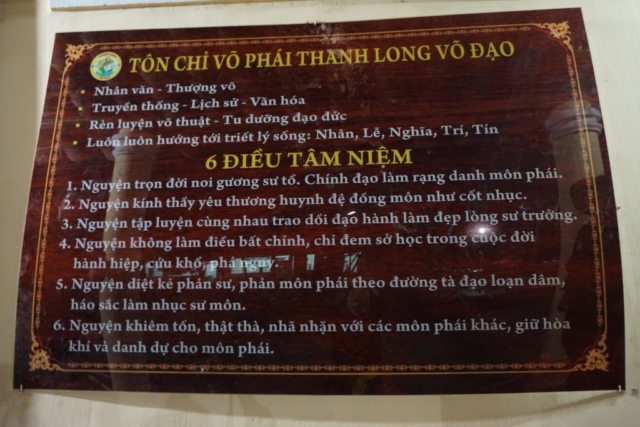 TÔN CHỈ VÕ PHÁI THANH LONG VÕ ĐẠO
Nhân văn - Thượng võ
Truyền thống - Lịch sử - Văn hóa
Rèn luyện võ thuật - Tu dưỡng đạo đức
Luôn luôn hướng tới triết lý sống: Nhân, Lễ, Nghĩa, Trí, Tín
6 ĐIỀU TÂM NIỆM
1. Nguyện trọn đời noi gương sư tổ. Chính đạo làm rạng danh môn phái.
2. Nguyện kính thầy yêu thương huynh đệ đồng môn như cốt nhục.
3. Nguyện tập luyện cùng nhau trao dồi đạo hành làm đẹp lòng sư trưởng.
4. Nguyện không làm điều bất chính, chỉ đem sở học trong cuộc đời
hành hiệp, cứu khổ, phá nguy.
5. Nguyện diệt kẻ phản sư, phản môn phái theo đường tà đạo loạn dâm,
háo sắc làm nhục sư môn.
6. Nguyện khiêm tốn, thật thà, nhã nhặn với các môn phái khác, giữ hòa
khí và danh dự cho môn phái.